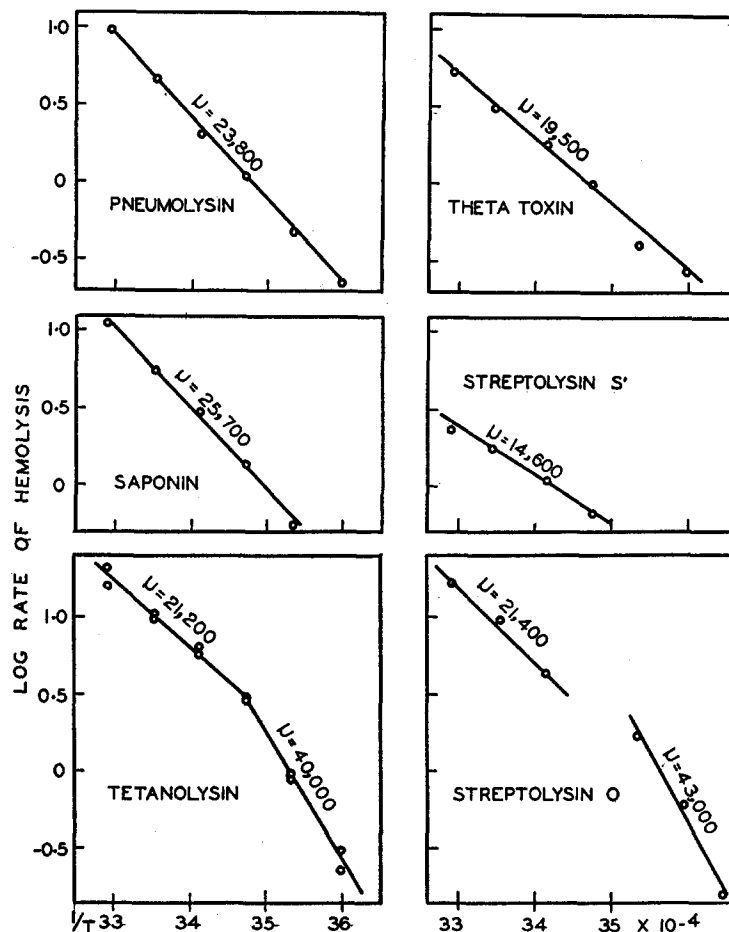 1·0
0·5
0
-0·5
μ= 23,800
PNEUMOLYSIN
μ= 19,500
THETA TOXIN
1·0
0·5
0
μ= 25,700
SAPONIN
STREPTOLYSIN S'
μ=14,600
LOG RATE OF HEMOLYSIS
1·0
0·5
0
-0·5
μ= 21,200
μ= 40,000
TETANOLYSIN
μ= 21,400
μ=43,000
STREPTOLYSIN O
1/T 33 34 35 36
33 34 35 × 10⁻⁴